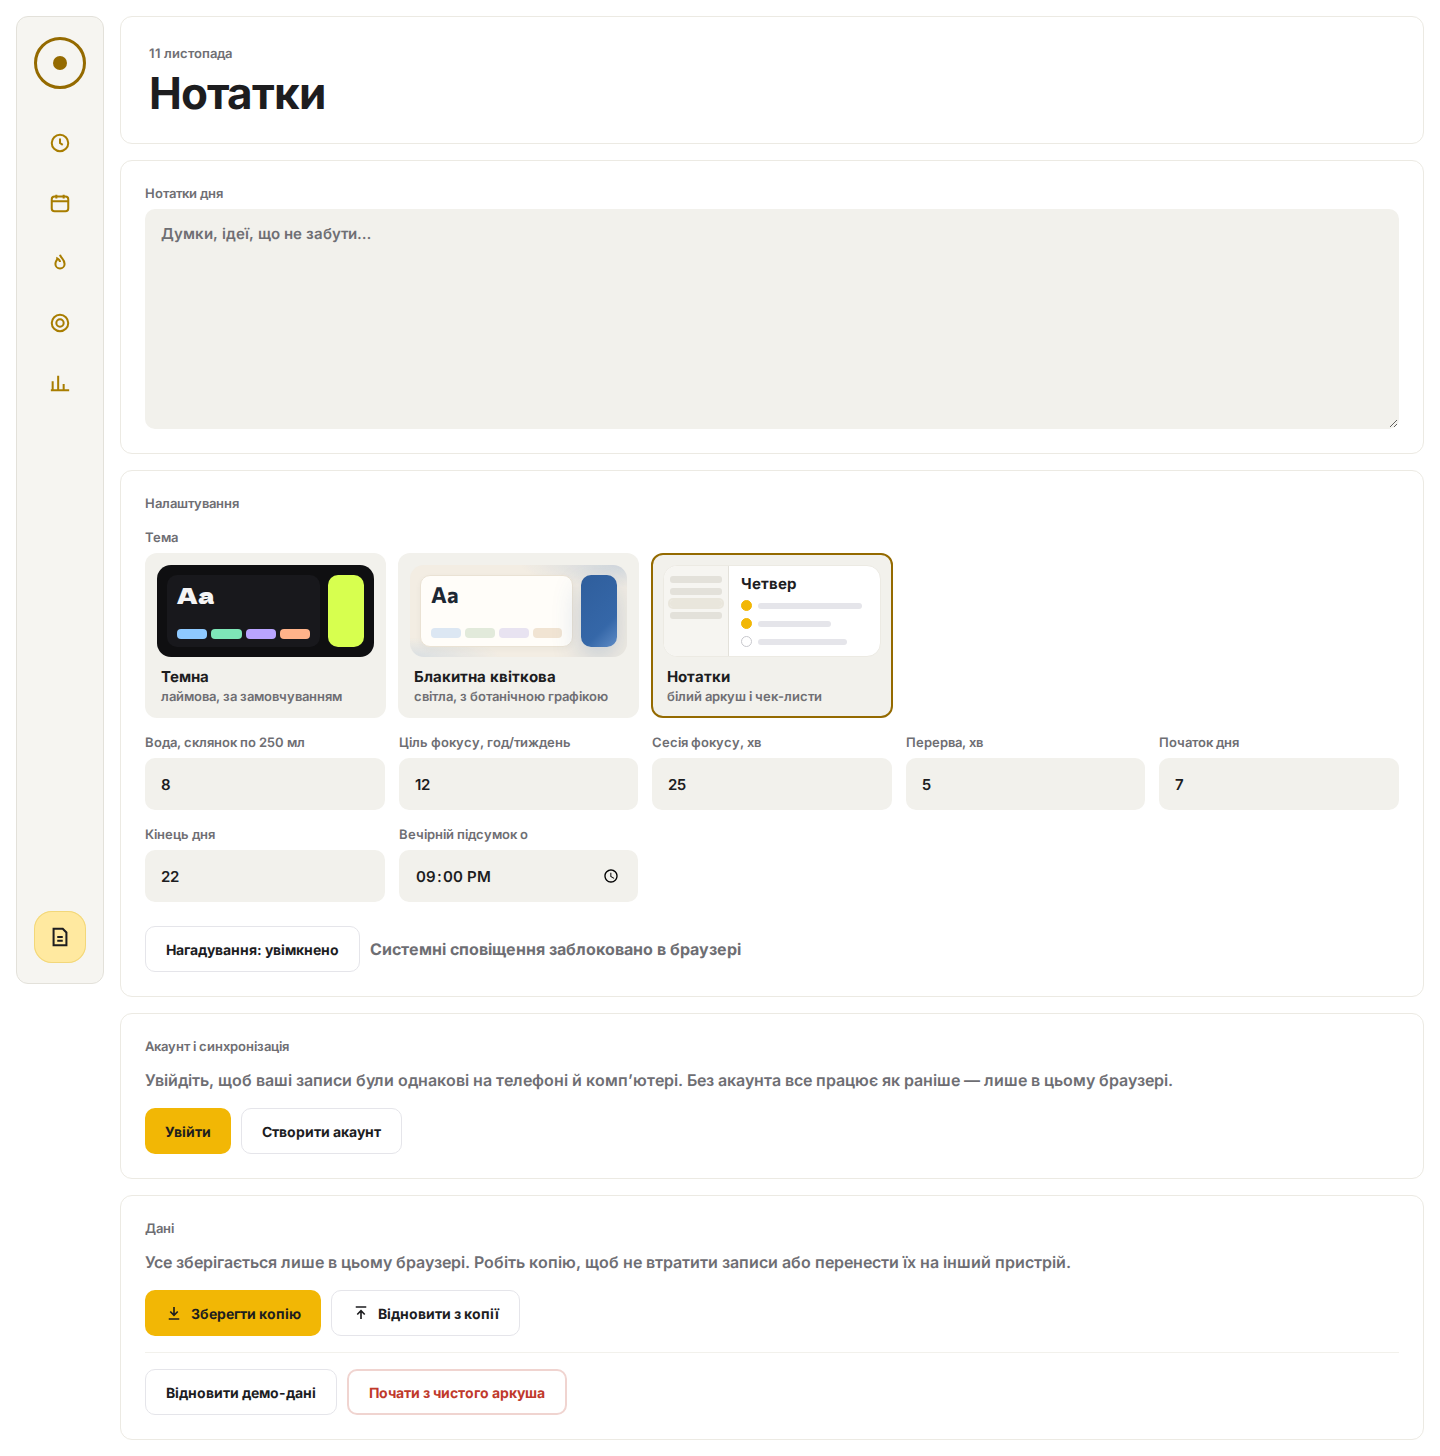 11 листопада
Нотатки
Нотатки дня
Думки, ідеї, що не забути…
Налаштування
Тема
Aa
Aa
Четвер
Темна
лаймова, за замовчуванням
Блакитна квіткова
світла, з ботанічною графікою
Нотатки
білий аркуш і чек-листи
Вода, склянок по 250 мл
Ціль фокусу, год/тиждень
Сесія фокусу, хв
Перерва, хв
Початок дня
8
12
25
5
7
Кінець дня
Вечірній підсумок о
22
09:00 PM
Нагадування: увімкнено
Системні сповіщення заблоковано в браузері
Акаунт і синхронізація
Увійдіть, щоб ваші записи були однакові на телефоні й комп’ютері. Без акаунта все працює як раніше — лише в цьому браузері.
Увійти
Створити акаунт
Дані
Усе зберігається лише в цьому браузері. Робіть копію, щоб не втратити записи або перенести їх на інший пристрій.
Зберегти копію
Відновити з копії
Відновити демо-дані
Почати з чистого аркуша